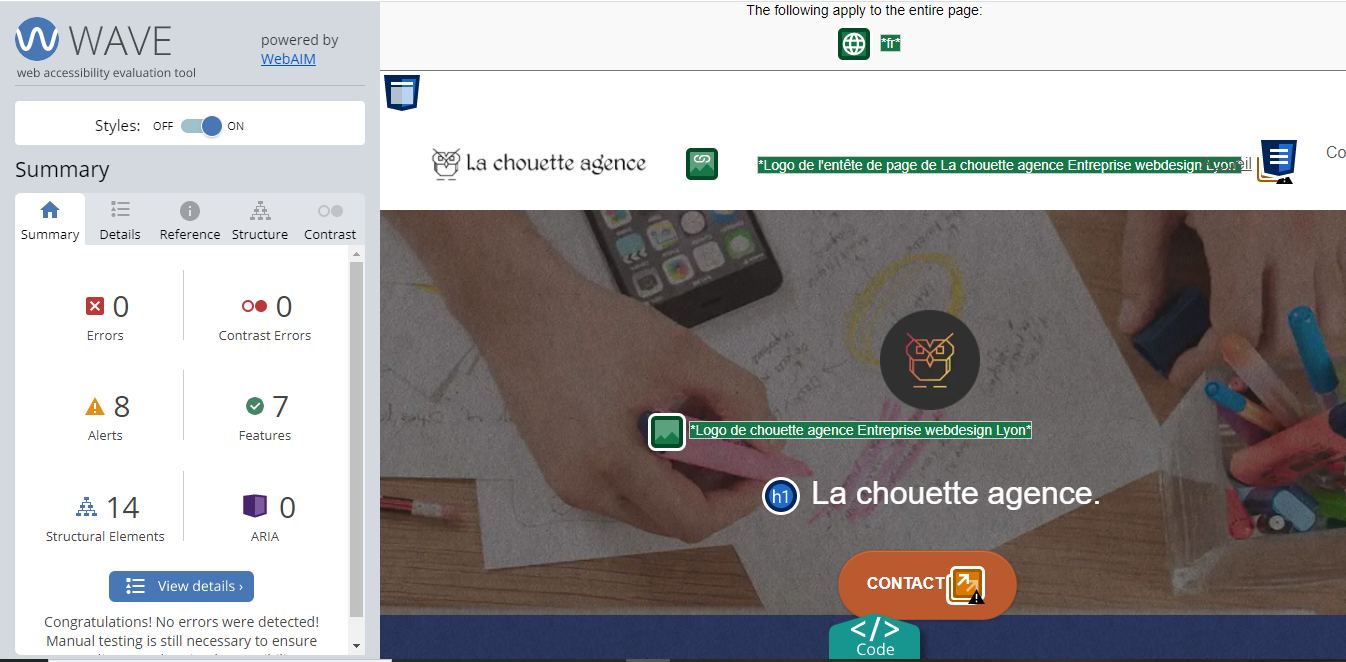 WAVE
web accessibility evaluation tool
powered by
WebAIM
Styles: OFF ON
Summary
Summary Details Reference Structure Contrast
0 0
Errors Contrast Errors
8 7
Alerts Features
14 0
Structural Elements ARIA
View details ›
Congratulations! No errors were detected!
Manual testing is still necessary to ensure
The following apply to the entire page:
*fr*
La chouette agence
*Logo de l'entête de page de La chouette agence Entreprise webdesign Lyon*
Co
*Logo de chouette agence Entreprise webdesign Lyon*
h1 La chouette agence.
CONTACT
</>
Code